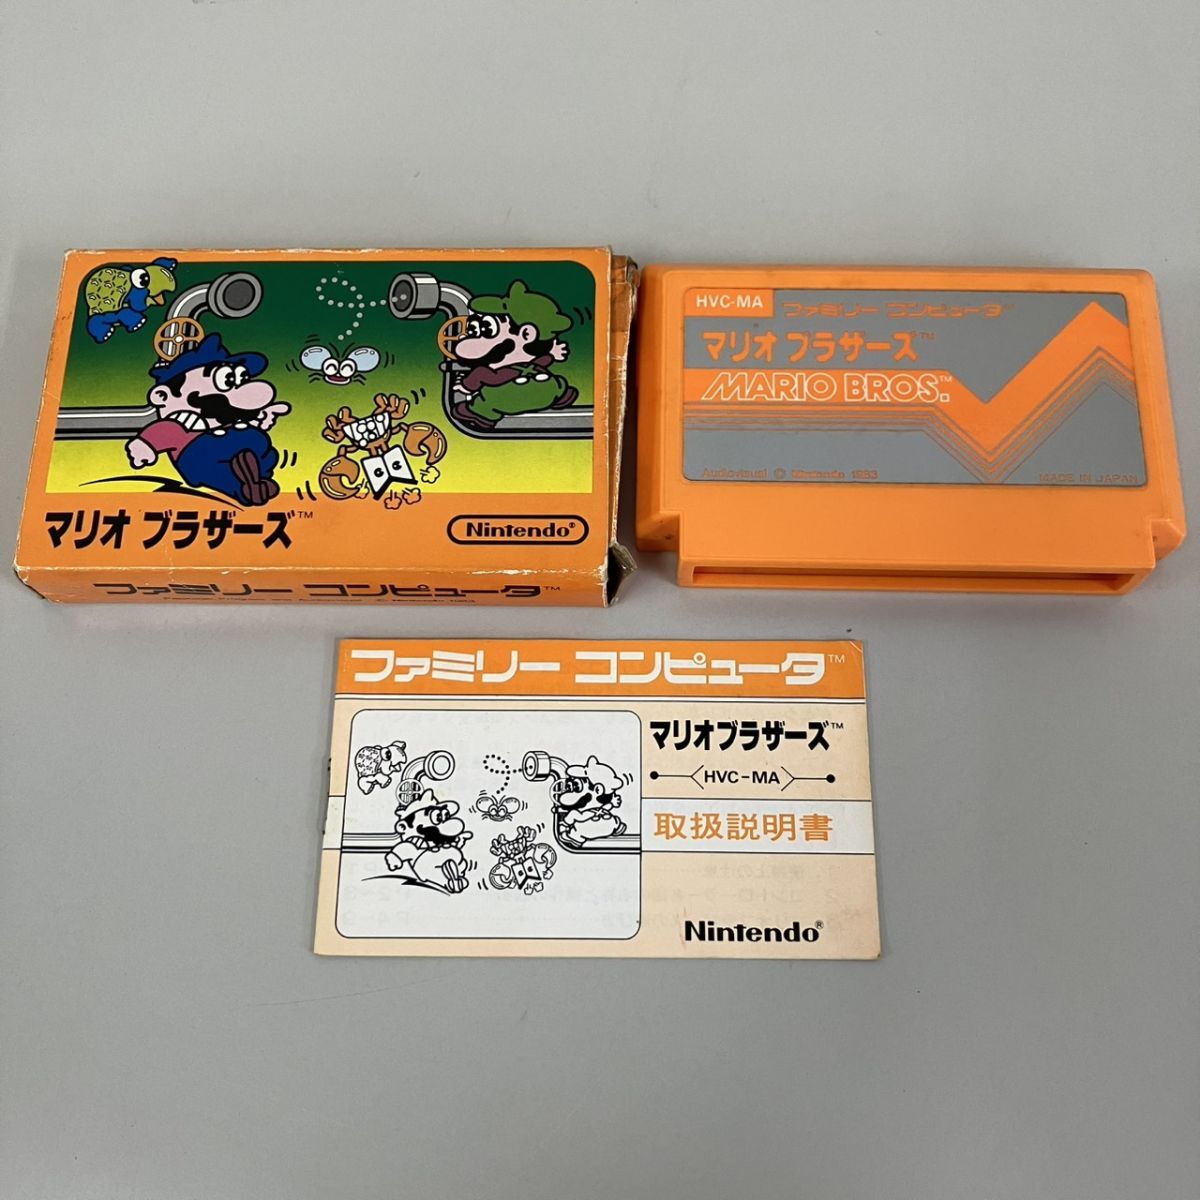 マリオ ブラザーズ™
Nintendo®
ファミリー コンピュータ™
HVC-MA
ファミリー コンピュータ™
マリオ ブラザーズ™
MARIO BROS.™
Audiovisual © Nintendo 1983
MADE IN JAPAN
ファミリー コンピュータ™
マリオブラザーズ™
HVC-MA
取扱説明書
Nintendo®